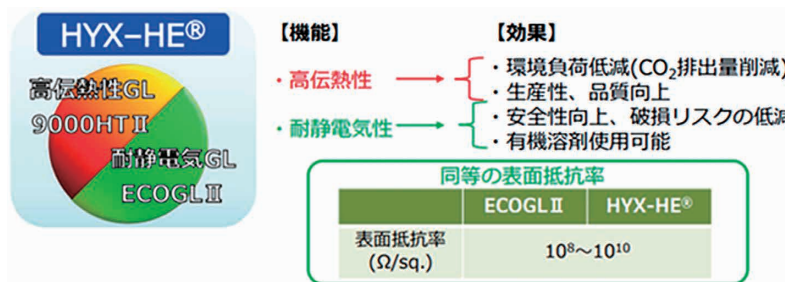 HYX-HE®
高伝熱性GL
9000HTⅡ
耐静電気GL
ECOGLⅡ
【機能】
【効果】
・高伝熱性
・環境負荷低減(CO₂排出量削減)
・生産性、品質向上
・耐静電気性
・安全性向上、破損リスクの低減
・有機溶剤使用可能
同等の表面抵抗率
ECOGLⅡ HYX-HE®
表面抵抗率
(Ω/sq.)
10⁸～10¹⁰